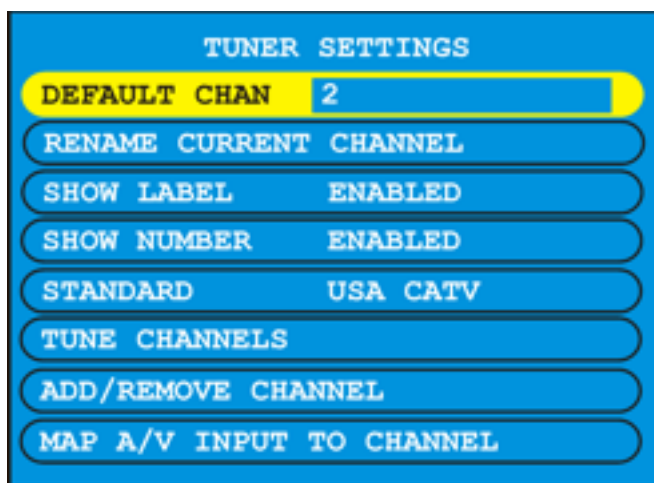 TUNER SETTINGS
DEFAULT CHAN 2
RENAME CURRENT CHANNEL
SHOW LABEL ENABLED
SHOW NUMBER ENABLED
STANDARD USA CATV
TUNE CHANNELS
ADD/REMOVE CHANNEL
MAP A/V INPUT TO CHANNEL